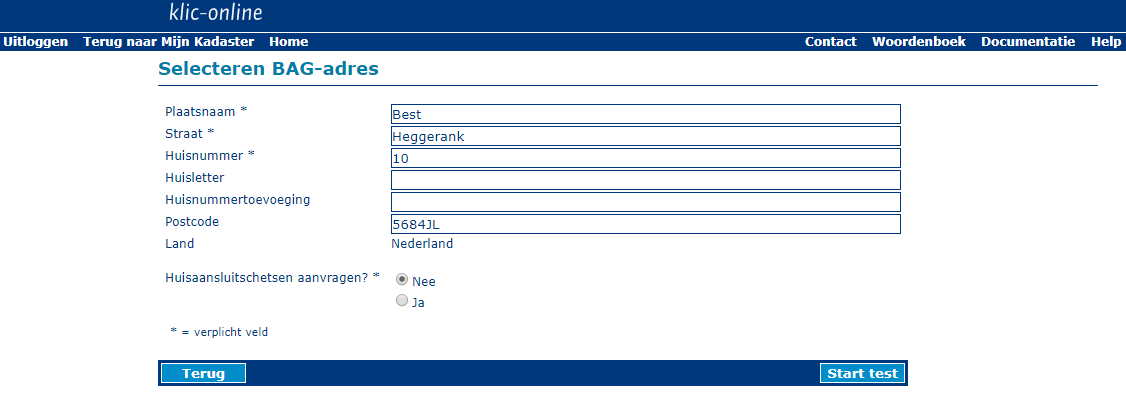 klic-online
Uitloggen Terug naar Mijn Kadaster Home Contact Woordenboek Documentatie Help
Selecteren BAG-adres
Plaatsnaam * Best
Straat * Heggerank
Huisnummer * 10
Huisletter
Huisnummertoevoeging
Postcode 5684JL
Land Nederland
Huisaansluitschetsen aanvragen? * Nee
Ja
* = verplicht veld
Terug Start test